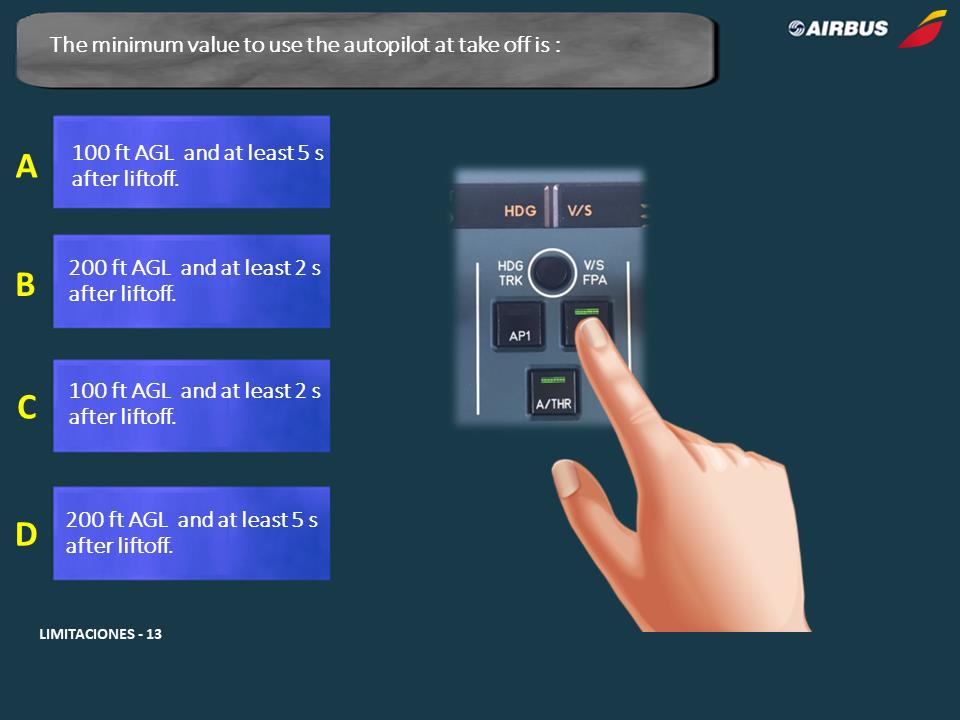 The minimum value to use the autopilot at take off is :
AIRBUS
A
100 ft AGL and at least 5 s
after liftoff.
B
200 ft AGL and at least 2 s
after liftoff.
C
100 ft AGL and at least 2 s
after liftoff.
D
200 ft AGL and at least 5 s
after liftoff.
HDG V/S
HDG V/S
TRK FPA
AP1
A/THR
LIMITACIONES - 13